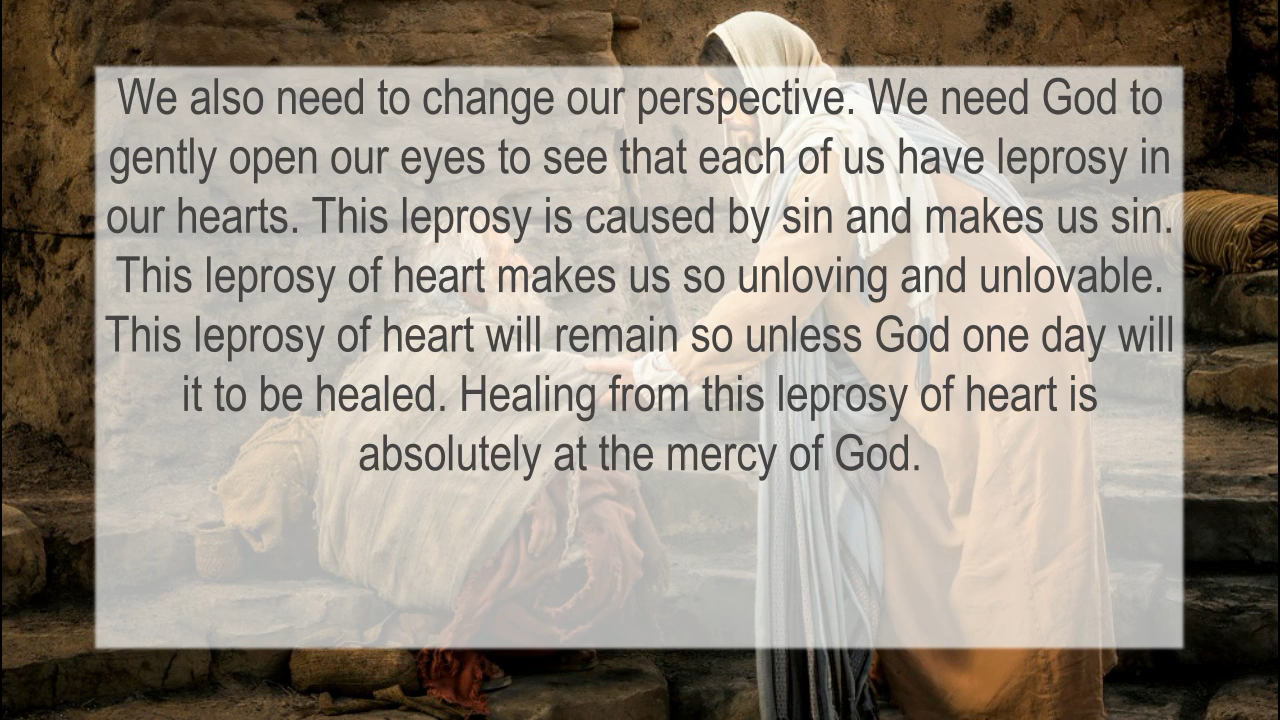 We also need to change our perspective. We need God to
gently open our eyes to see that each of us have leprosy in
our hearts. This leprosy is caused by sin and makes us sin.
This leprosy of heart makes us so unloving and unlovable.
This leprosy of heart will remain so unless God one day will
it to be healed. Healing from this leprosy of heart is
absolutely at the mercy of God.